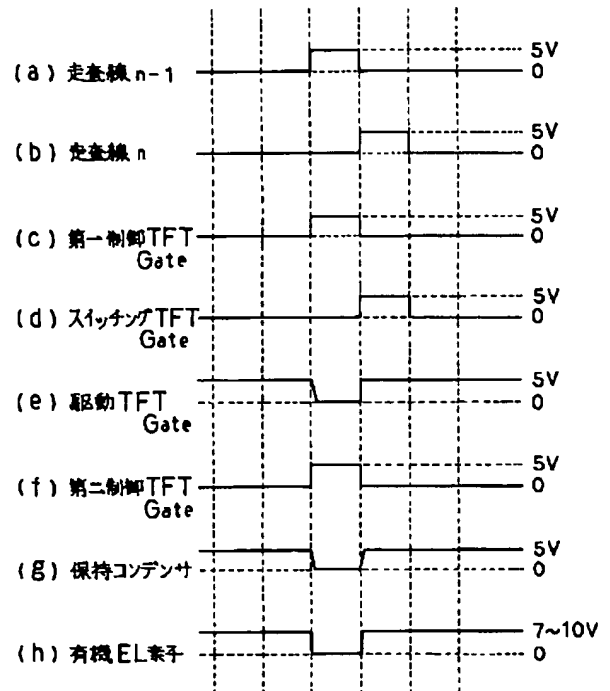 (a) 走査線 n-1
5V
0
(b) 走査線 n
5V
0
(c) 第一制御TFT
Gate
5V
0
(d) スイッチングTFT
Gate
5V
0
(e) 駆動TFT
Gate
5V
0
(f) 第二制御TFT
Gate
5V
0
(g) 保持コンデンサ
5V
0
(h) 有機EL素子
7~10V
0